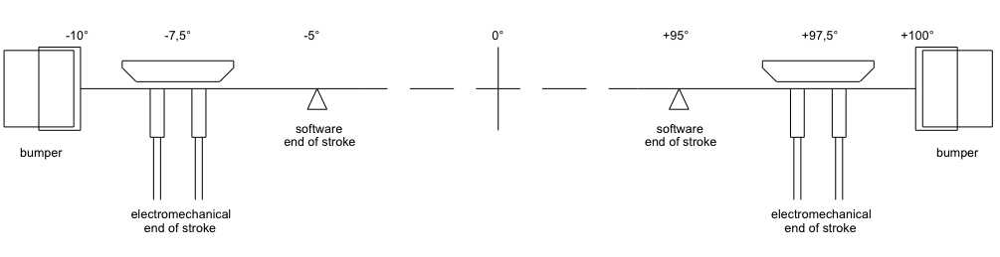 -10° -7,5° -5° 0° +95° +97,5° +100°
software software
end of stroke end of stroke
bumper bumper
electromechanical electromechanical
end of stroke end of stroke